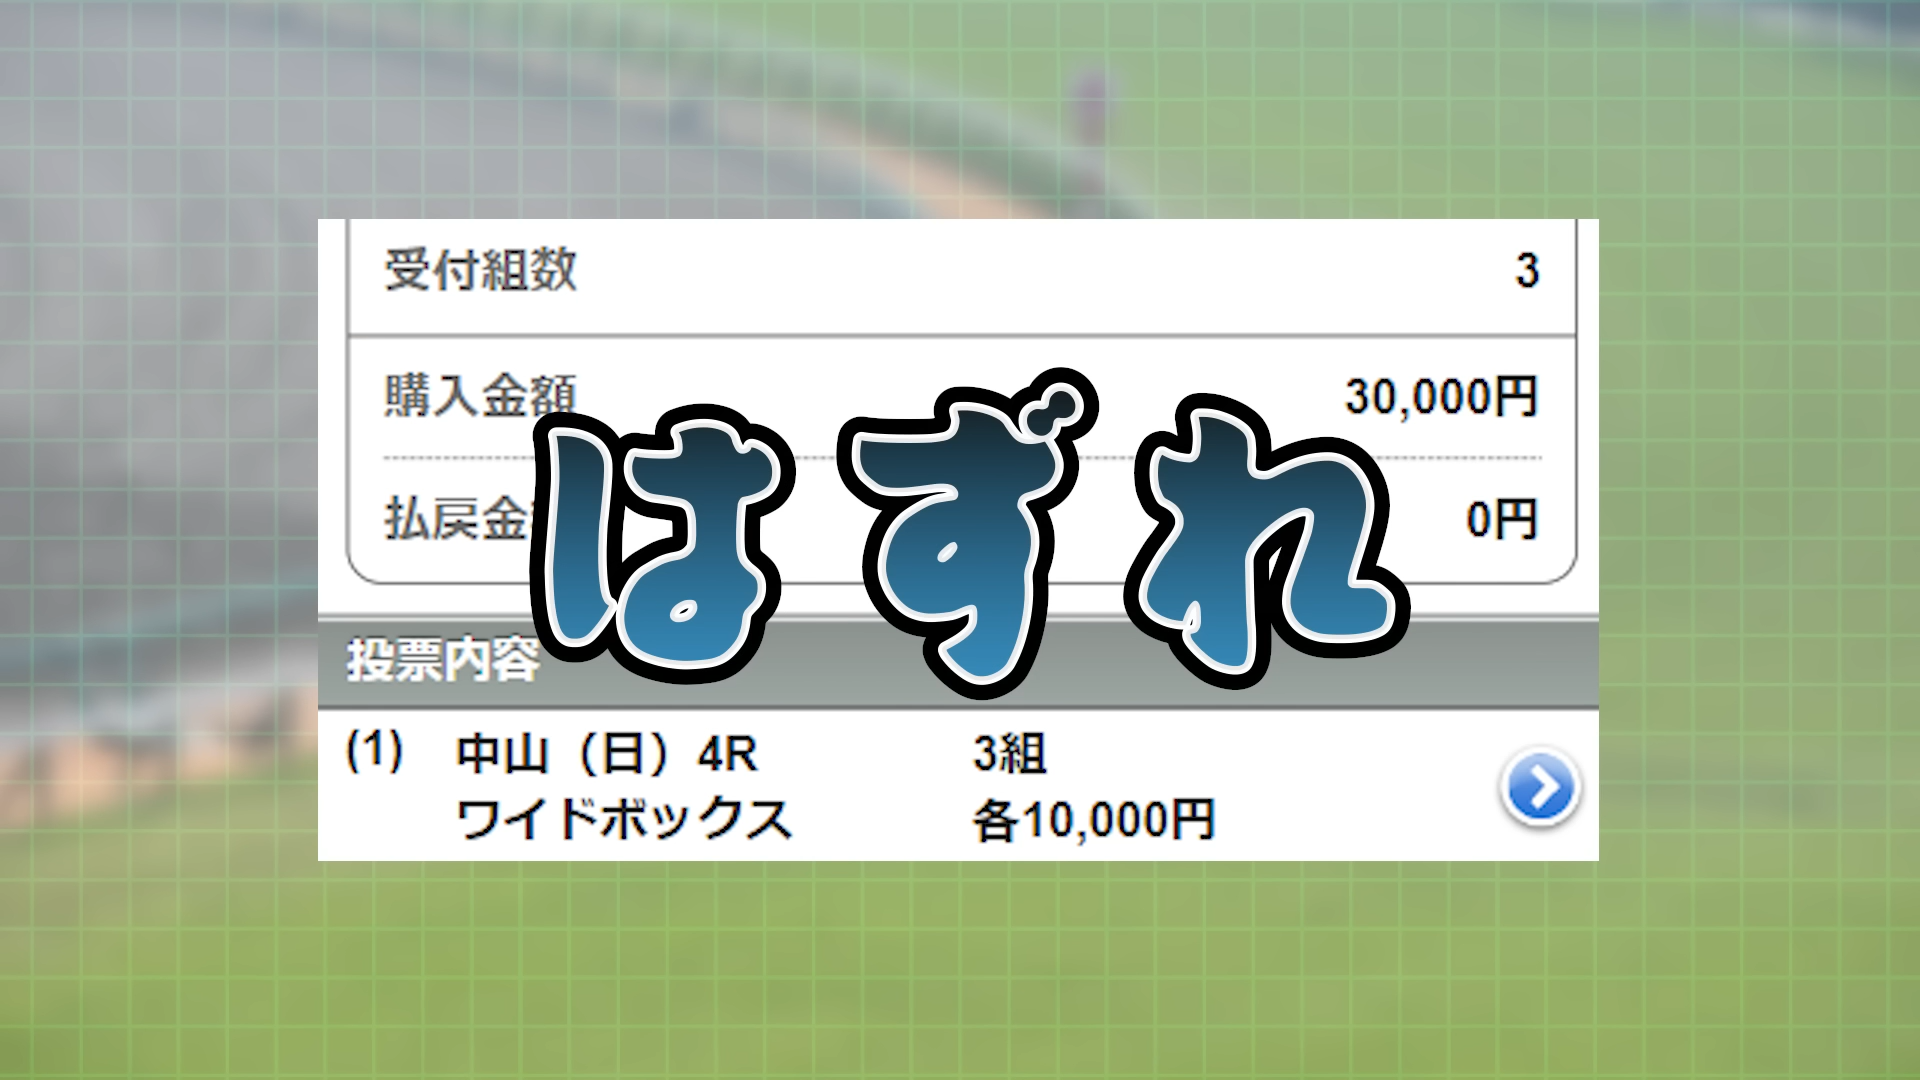 受付組数 3
購入金額 30,000円
払戻金 0円
はずれ
投票内容
(1) 中山（日）4R 3組
ワイドボックス 各10,000円